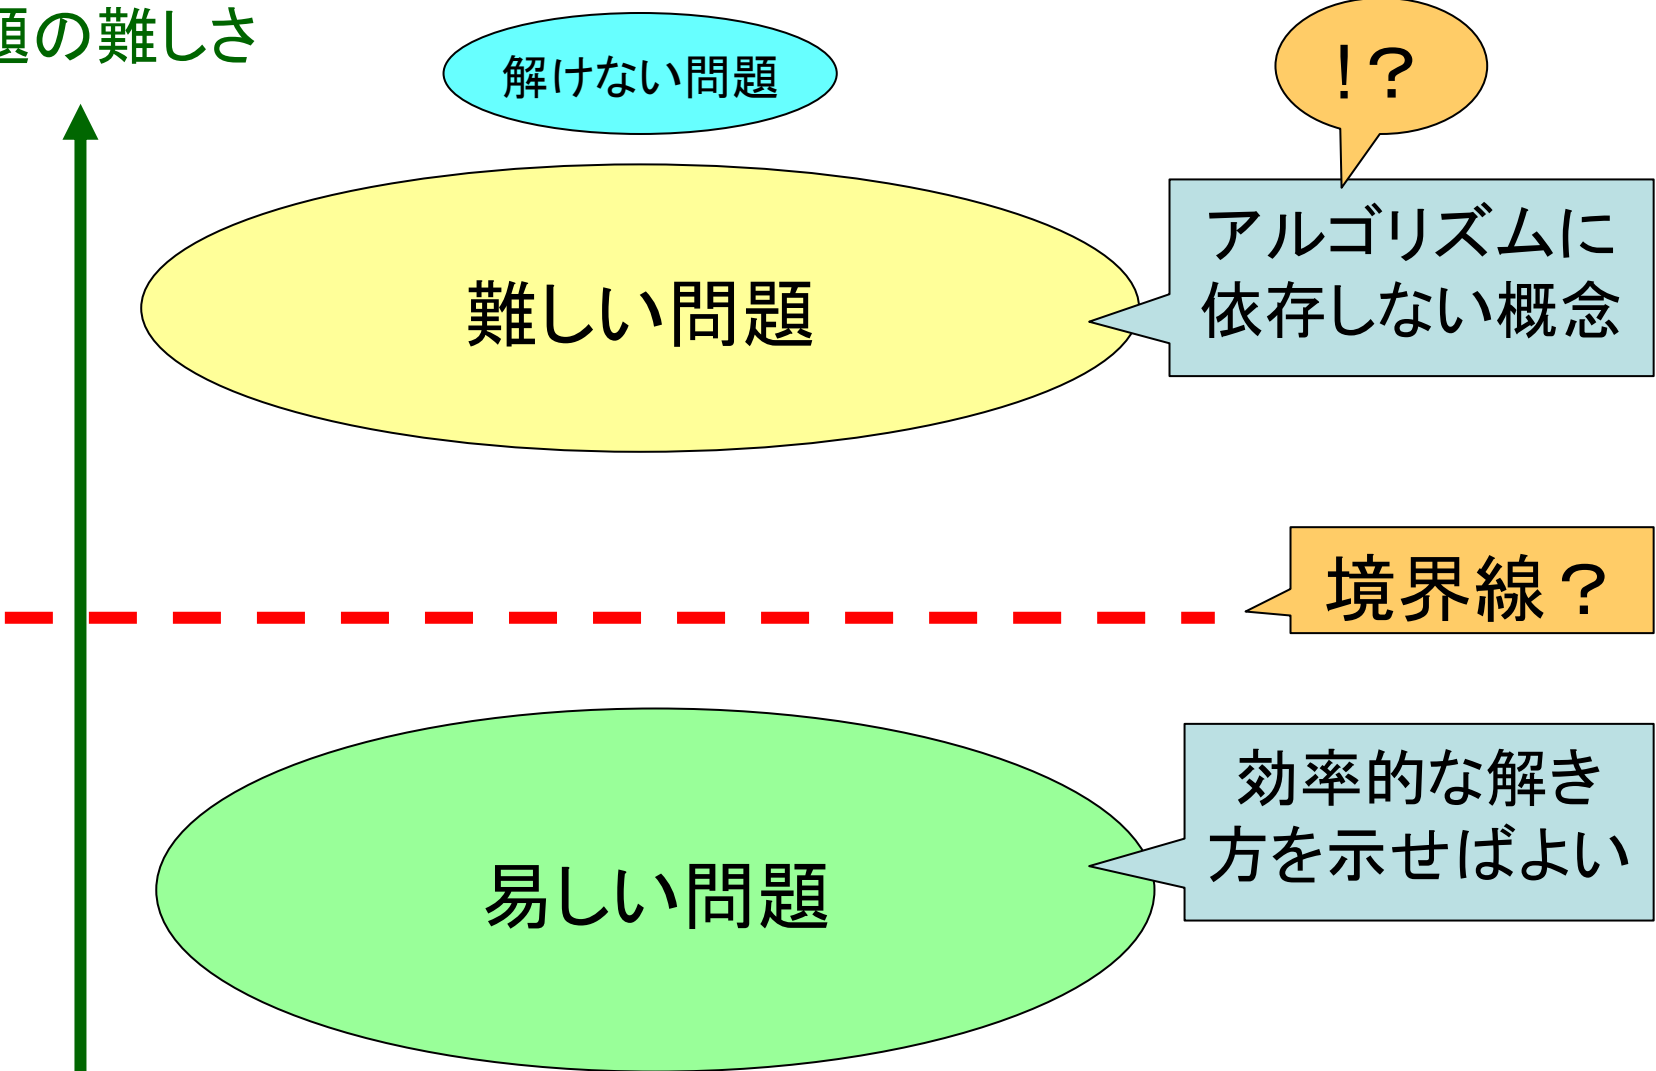 題の難しさ
解けない問題
！？
難しい問題
アルゴリズムに
依存しない概念
境界線？
易しい問題
効率的な解き
方を示せばよい